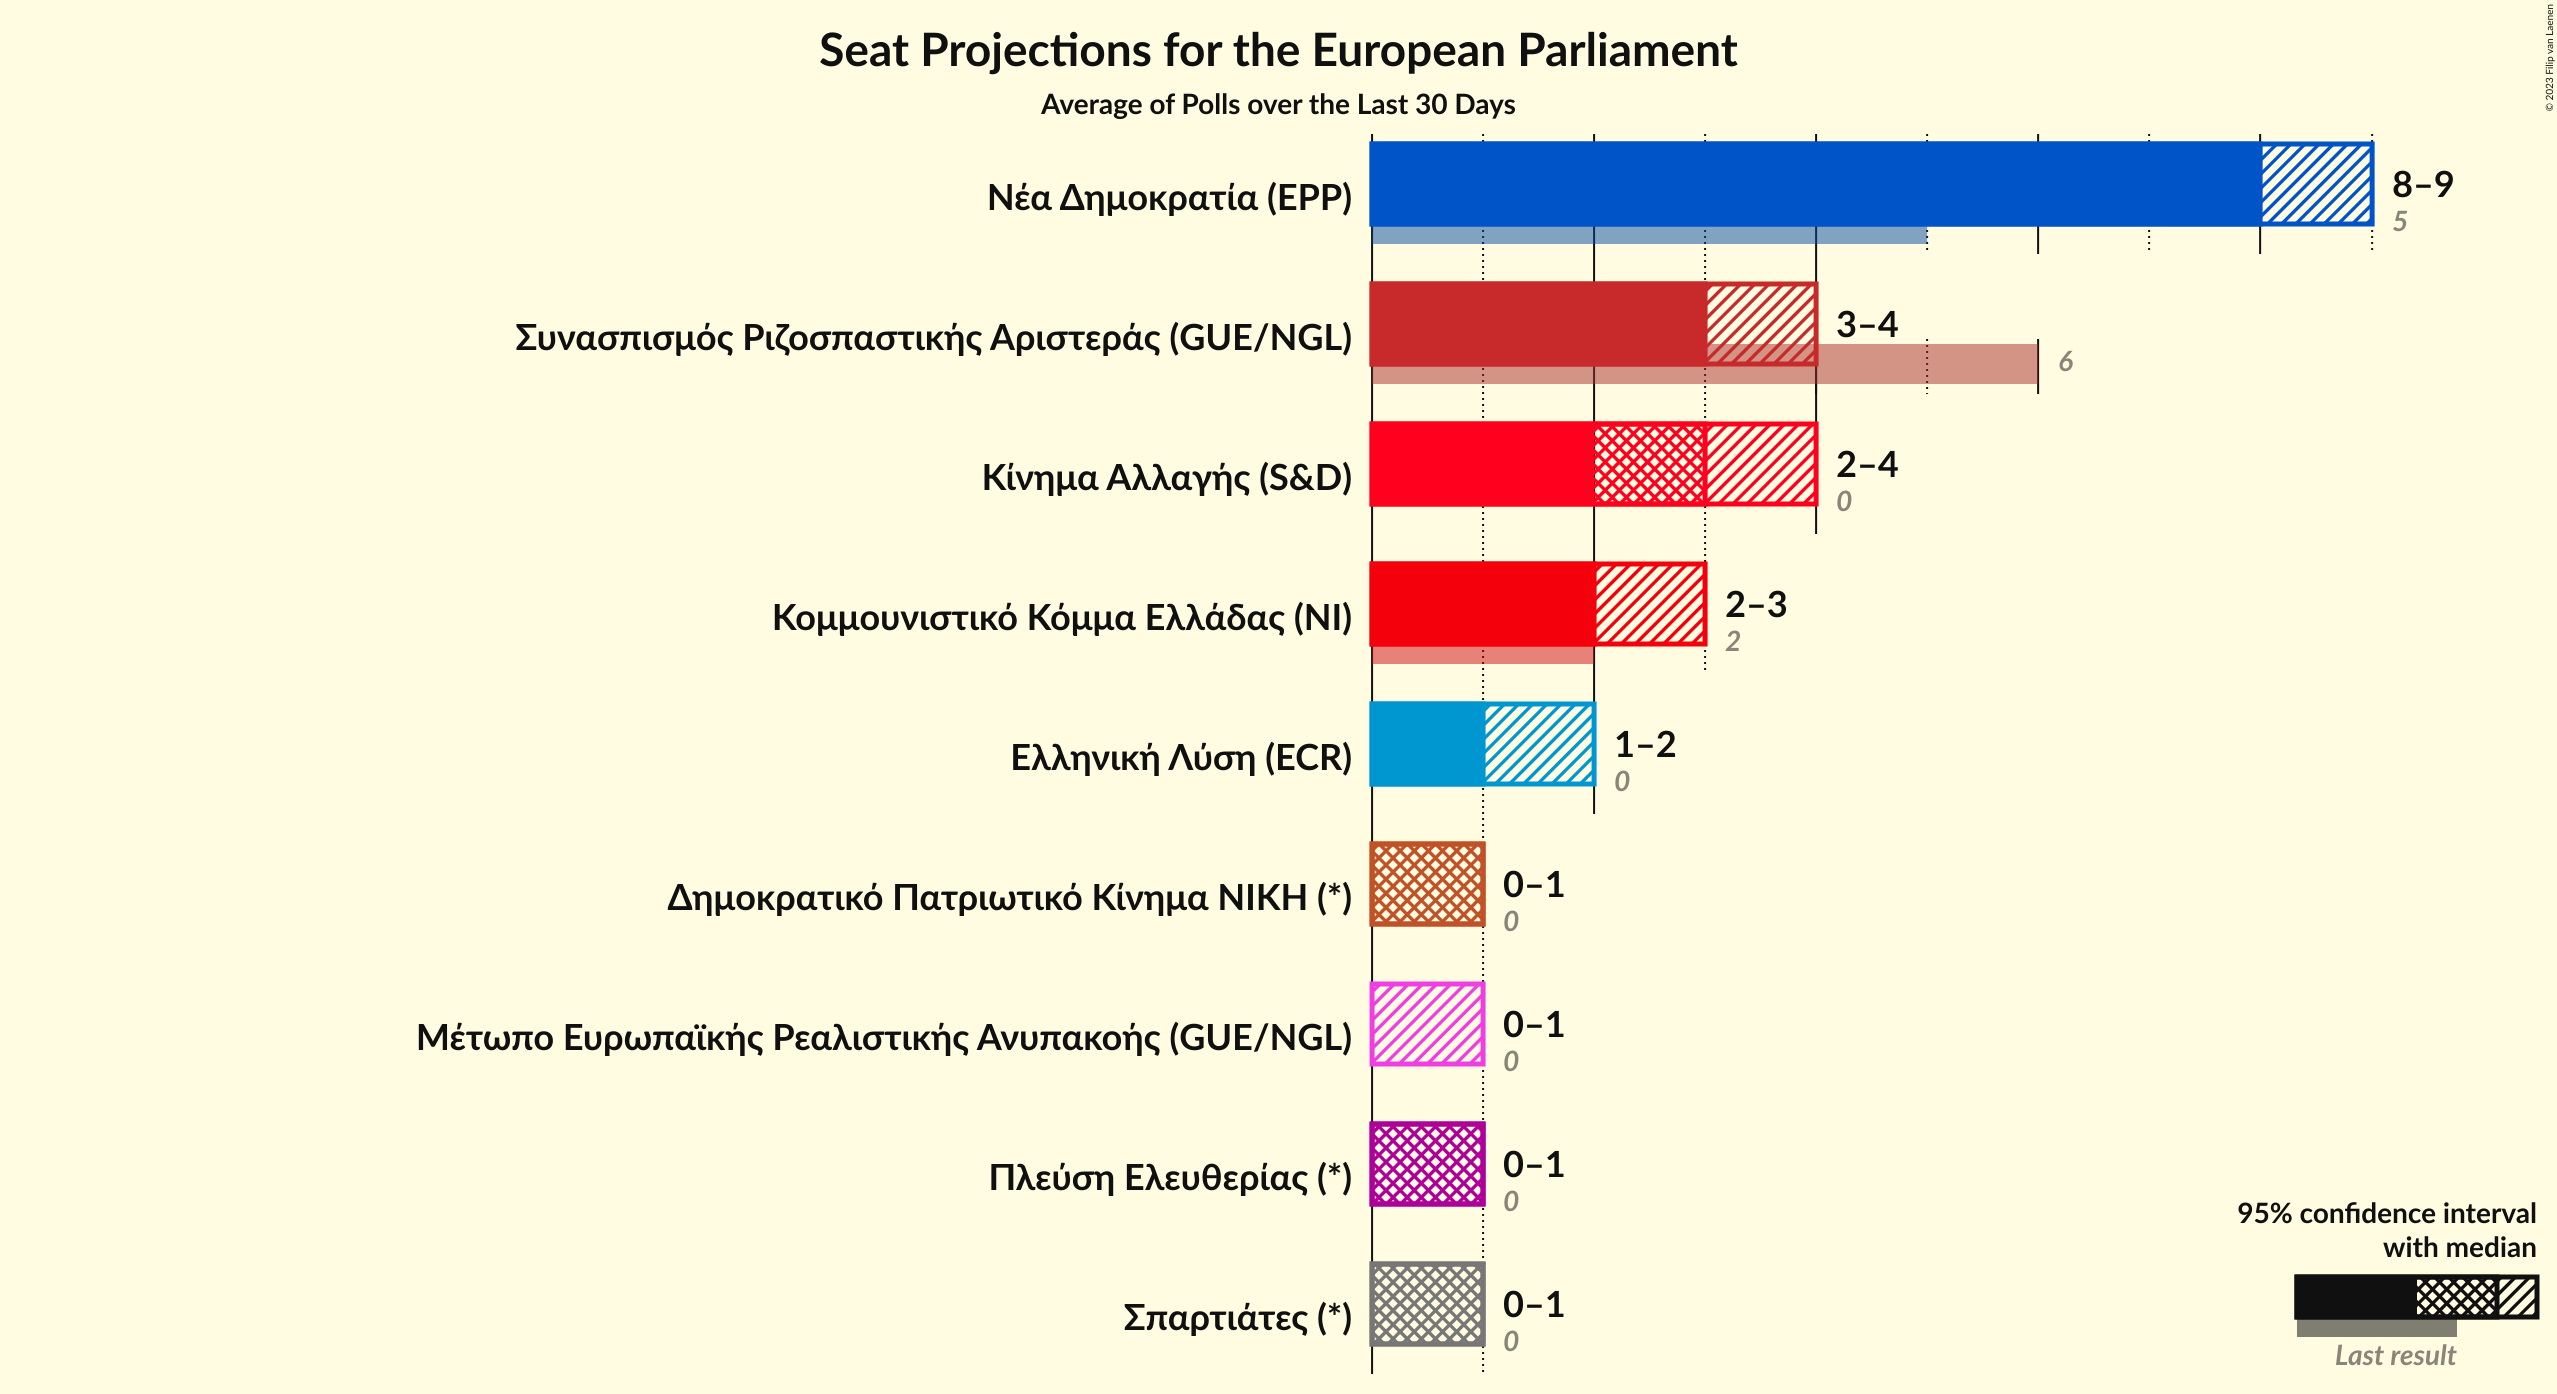 Seat Projections for the European Parliament
Average of Polls over the Last 30 Days
© 2023 Filip van Laenen
Νέα Δημοκρατία (EPP)
8–9
5
Συνασπισμός Ριζοσπαστικής Αριστεράς (GUE/NGL)
3–4
6
Κίνημα Αλλαγής (S&D)
2–4
0
Κομμουνιστικό Κόμμα Ελλάδας (NI)
2–3
2
Ελληνική Λύση (ECR)
1–2
0
Δημοκρατικό Πατριωτικό Κίνημα ΝΙΚΗ (*)
0–1
0
Μέτωπο Ευρωπαϊκής Ρεαλιστικής Ανυπακοής (GUE/NGL)
0–1
0
Πλεύση Ελευθερίας (*)
0–1
0
Σπαρτιάτες (*)
0–1
0
95% confidence interval
with median
Last result